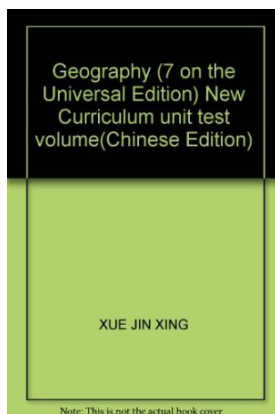 Geography (7 on the
Universal Edition) New
Curriculum unit test
volume(Chinese Edition)
XUE JIN XING
Note: This is not the actual book cover